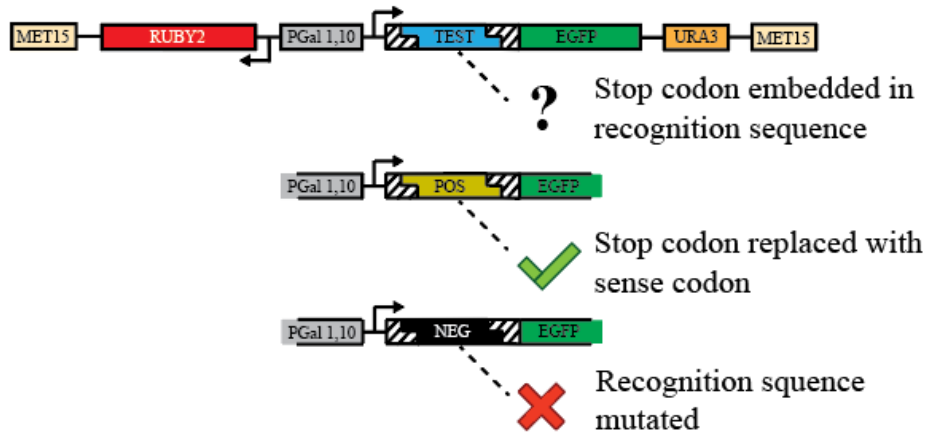 MET15 RUBY2 PGal 1,10 TEST EGFP URA3 MET15
? Stop codon embedded in
recognition sequence
PGal 1,10 POS EGFP
Stop codon replaced with
sense codon
PGal 1,10 NEG EGFP
Recognition squence
mutated